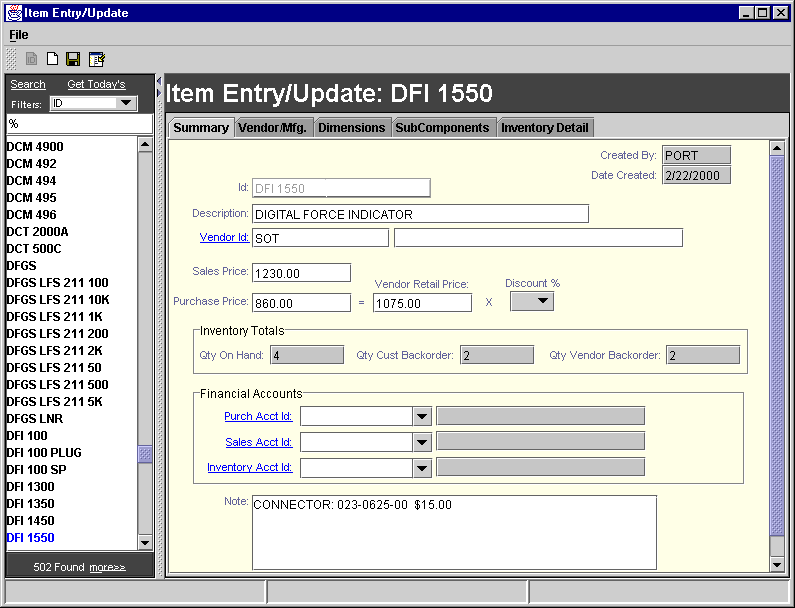 Item Entry/Update
File
Search Get Today's
Filters: ID
%
DCM 4900
DCM 492
DCM 494
DCM 495
DCM 496
DCT 2000A
DCT 500C
DFGS
DFGS LFS 211 100
DFGS LFS 211 10K
DFGS LFS 211 1K
DFGS LFS 211 200
DFGS LFS 211 2K
DFGS LFS 211 50
DFGS LFS 211 500
DFGS LFS 211 5K
DFGS LNR
DFI 100
DFI 100 PLUG
DFI 100 SP
DFI 1300
DFI 1350
DFI 1450
DFI 1550
502 Found more>>
Item Entry/Update: DFI 1550
Summary Vendor/Mfg. Dimensions SubComponents Inventory Detail
Created By: PORT
Date Created: 2/22/2000
Id: DFI 1550
Description: DIGITAL FORCE INDICATOR
Vendor Id: SOT
Sales Price: 1230.00
Vendor Retail Price: Discount %
Purchase Price: 860.00 = 1075.00 X
Inventory Totals
Qty On Hand: 4 Qty Cust Backorder: 2 Qty Vendor Backorder: 2
Financial Accounts
Purch Acct Id:
Sales Acct Id:
Inventory Acct Id:
Note: CONNECTOR: 023-0625-00 $15.00